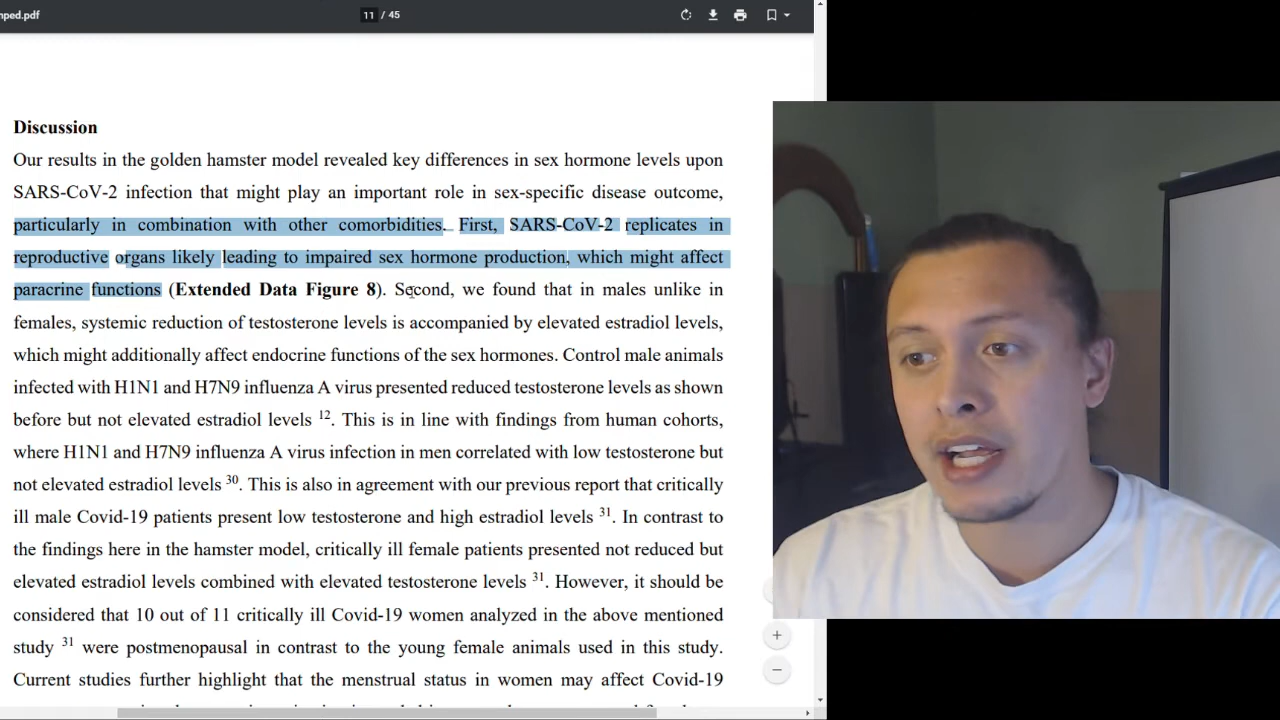 nped.pdf
11 / 45
Discussion
Our results in the golden hamster model revealed key differences in sex hormone levels upon
SARS-CoV-2 infection that might play an important role in sex-specific disease outcome,
particularly in combination with other comorbidities. First, SARS-CoV-2 replicates in
reproductive organs likely leading to impaired sex hormone production, which might affect
paracrine functions (Extended Data Figure 8). Second, we found that in males unlike in
females, systemic reduction of testosterone levels is accompanied by elevated estradiol levels,
which might additionally affect endocrine functions of the sex hormones. Control male animals
infected with H1N1 and H7N9 influenza A virus presented reduced testosterone levels as shown
before but not elevated estradiol levels 12. This is in line with findings from human cohorts,
where H1N1 and H7N9 influenza A virus infection in men correlated with low testosterone but
not elevated estradiol levels 30. This is also in agreement with our previous report that critically
ill male Covid-19 patients present low testosterone and high estradiol levels 31. In contrast to
the findings here in the hamster model, critically ill female patients presented not reduced but
elevated estradiol levels combined with elevated testosterone levels 31. However, it should be
considered that 10 out of 11 critically ill Covid-19 women analyzed in the above mentioned
study 31 were postmenopausal in contrast to the young female animals used in this study.
Current studies further highlight that the menstrual status in women may affect Covid-19